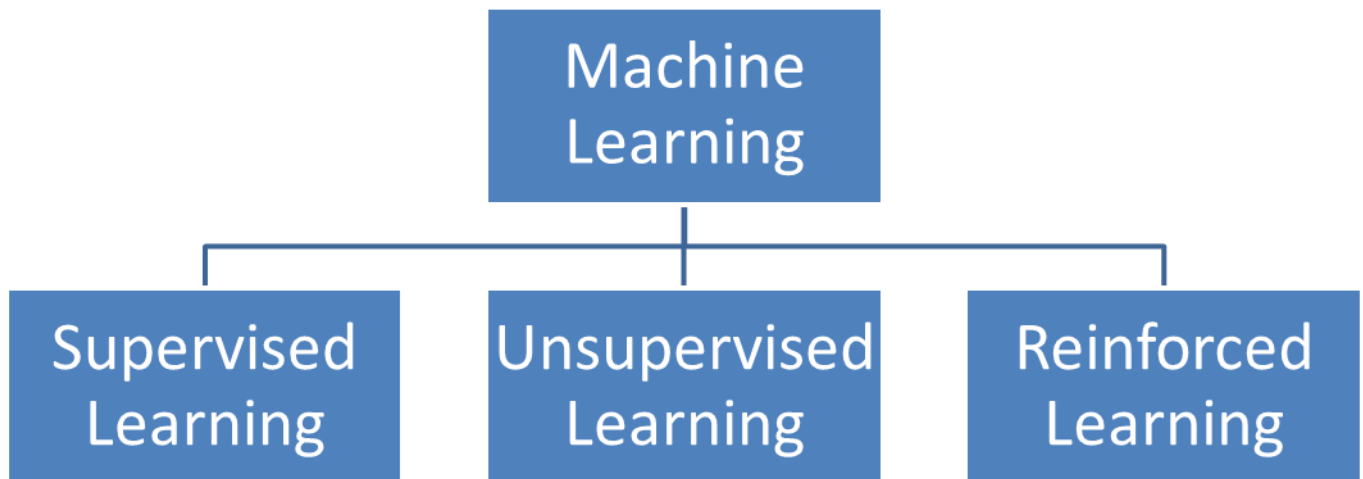 Machine
Learning
Supervised
Learning
Unsupervised
Learning
Reinforced
Learning